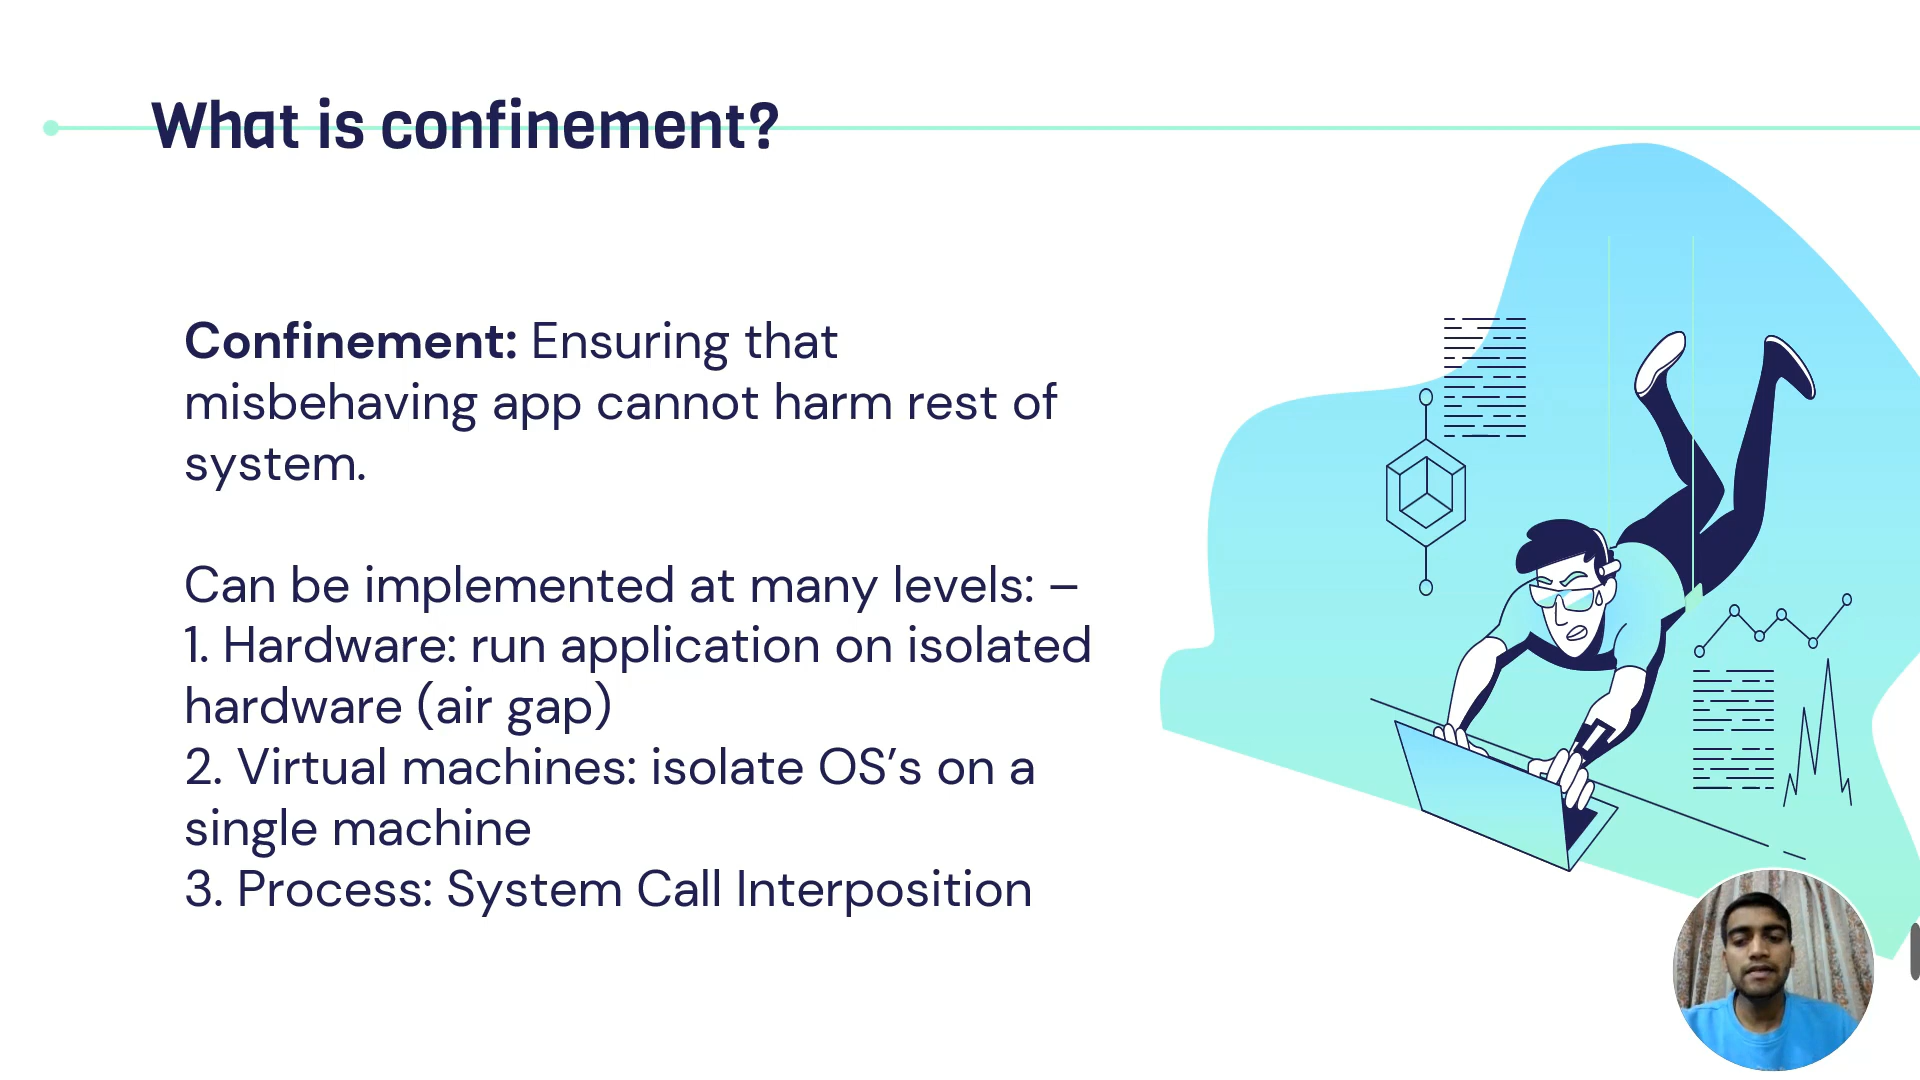 What is confinement?
Confinement: Ensuring that
misbehaving app cannot harm rest of
system.
Can be implemented at many levels: –
1. Hardware: run application on isolated
hardware (air gap)
2. Virtual machines: isolate OS’s on a
single machine
3. Process: System Call Interposition